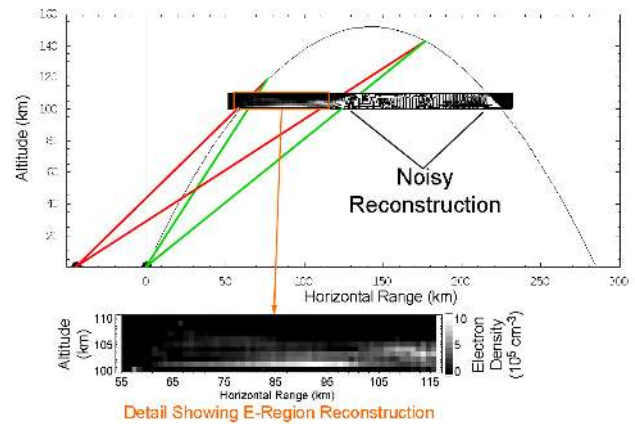 160
140
120
100
80
60
40
20
Altitude (km)
Noisy
Reconstruction
0
50
100
150
200
250
300
Horizontal Range (km)
110
105
100
Altitude
(km)
55
65
75
85
95
105
115
Horizontal Range (km)
10
5
0
Electron
Density
(10⁵ cm⁻³)
Detail Showing E-Region Reconstruction